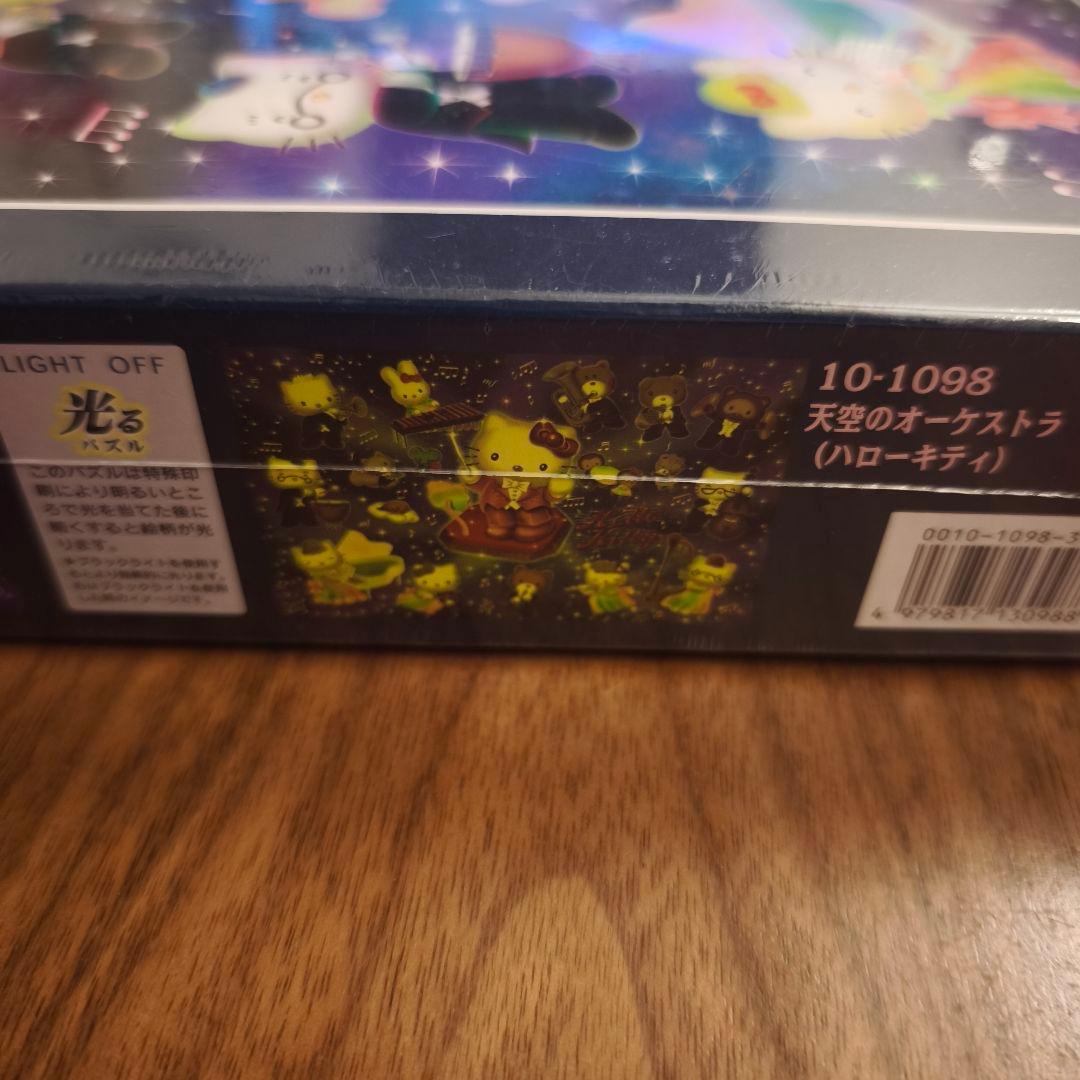 LIGHT OFF
光る
パズル
このパズルは特殊印
刷により明るいとこ
ろで光を当てた後に
暗くすると絵柄が光
ります。
10-1098
天空のオーケストラ
(ハローキティ)
0010-1098-3
4 979817 130988